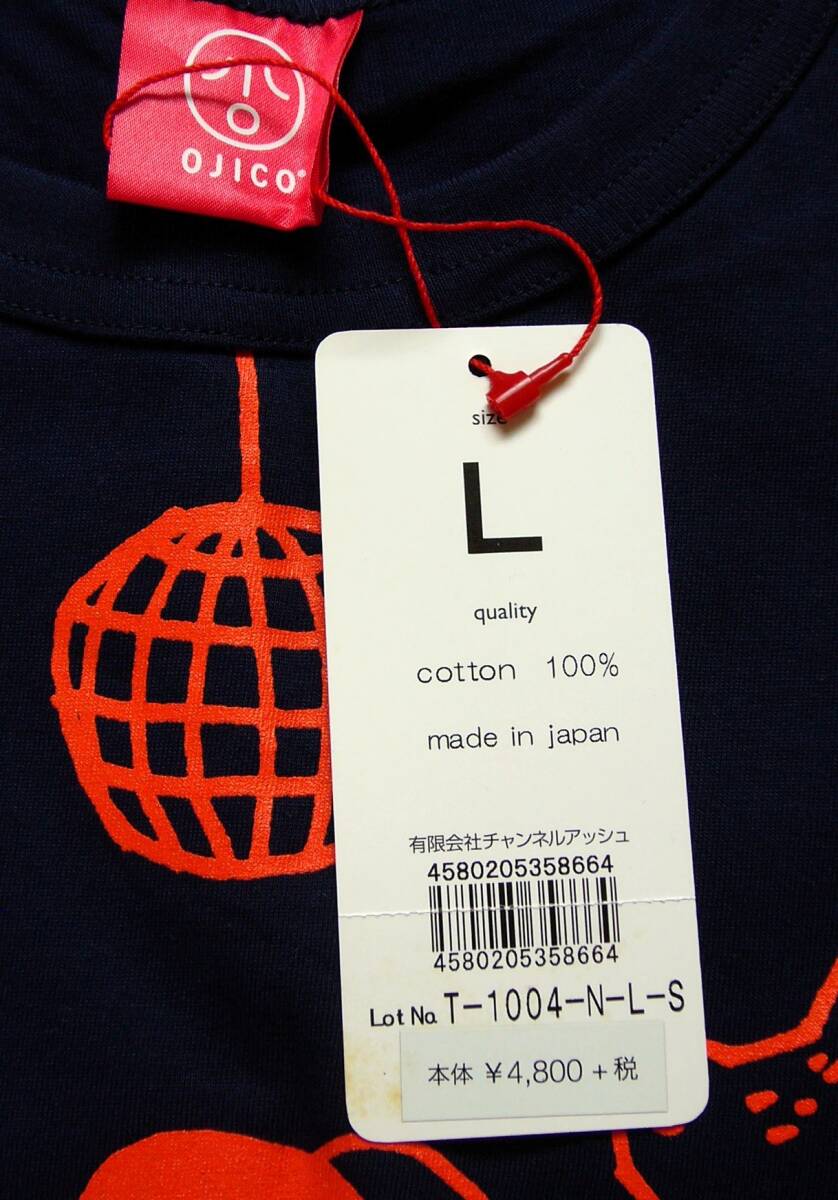 OJICO®
size
L
quality
cotton 100%
made in japan
有限会社チャンネルアッシュ
4580205358664
4580205358664
Lot No. T-1004-N-L-S
本体 ¥4,800 + 税